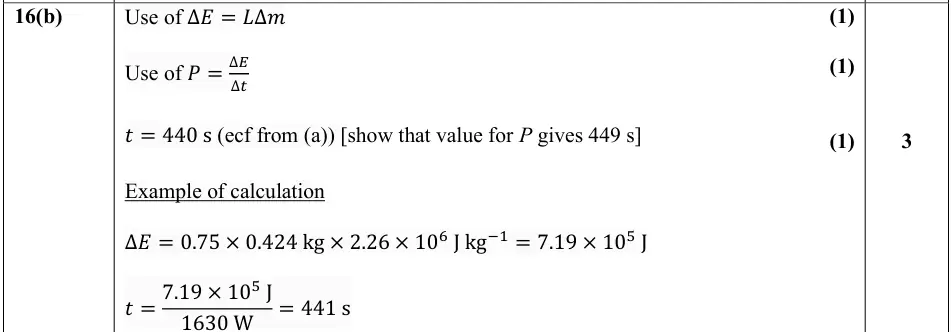 16(b) Use of ΔE = LΔm (1)
Use of P = ΔE/Δt (1)
t = 440 s (ecf from (a)) [show that value for P gives 449 s] (1) 3
Example of calculation
ΔE = 0.75 × 0.424 kg × 2.26 × 10⁶ J kg⁻¹ = 7.19 × 10⁵ J
t = 7.19 × 10⁵ J / 1630 W = 441 s